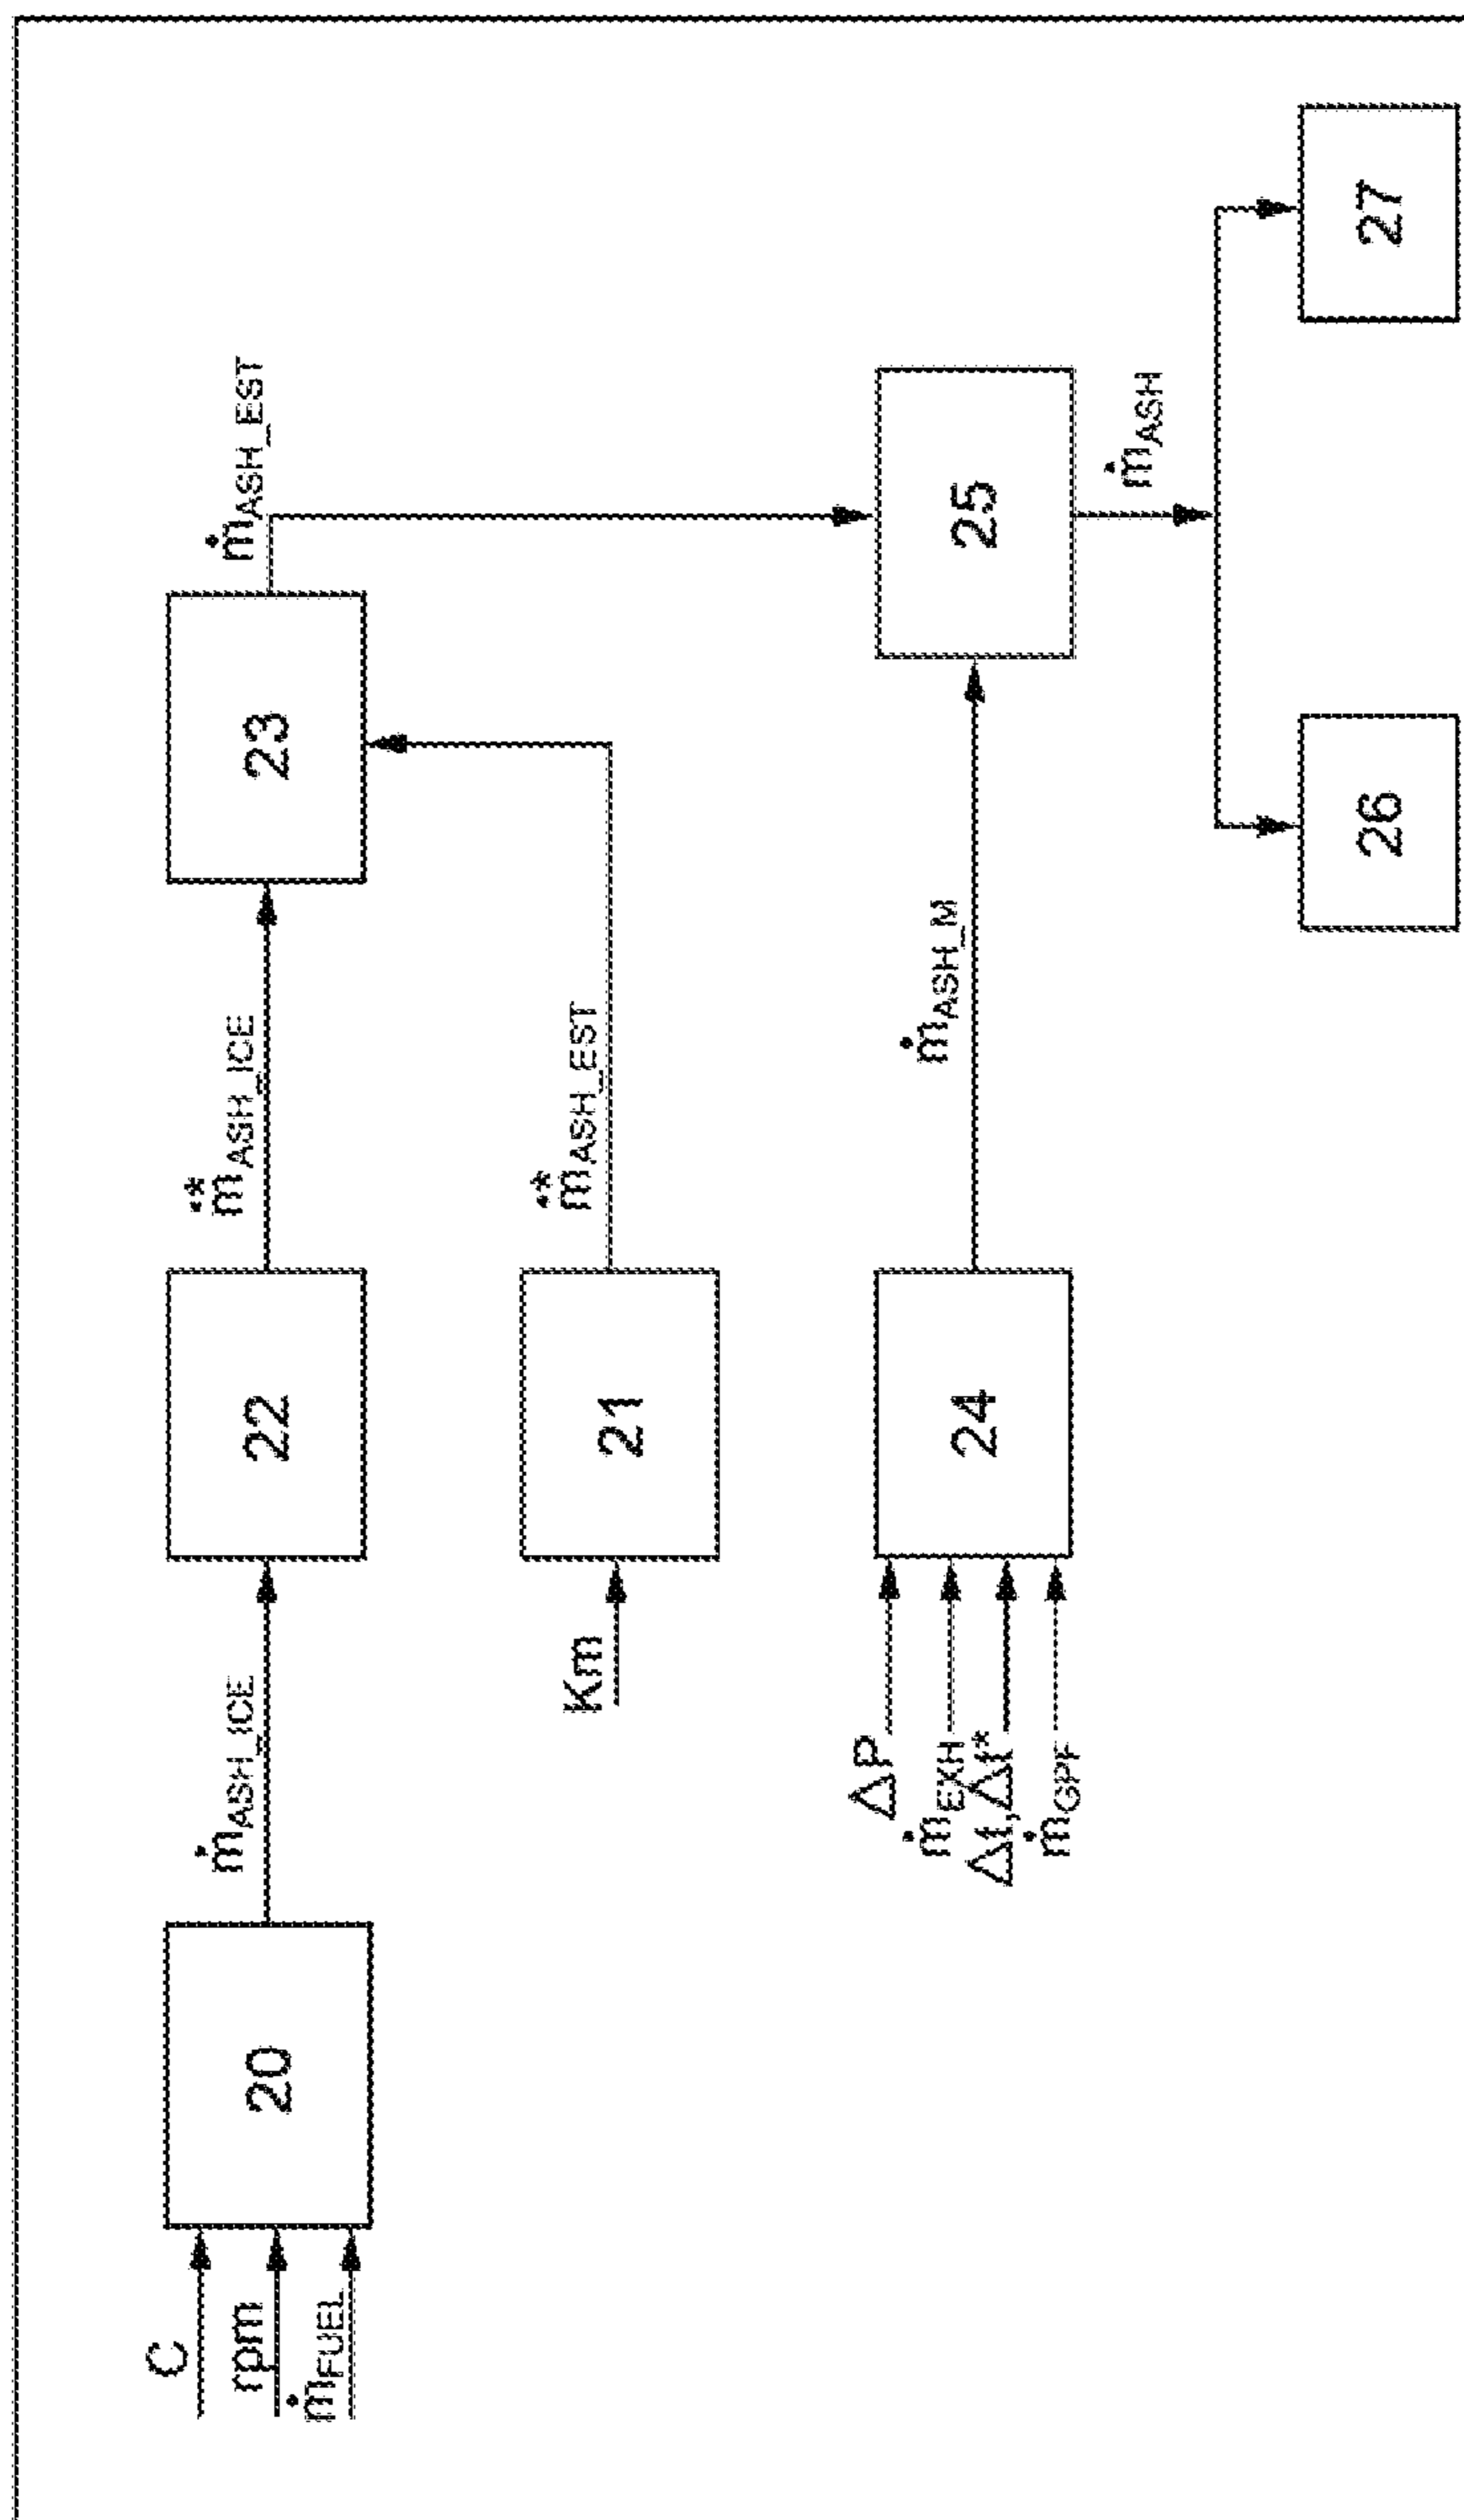 C
rpm
ṁFUEL
20
ṁASH_ICE
22
ṁ*ASH_ICE
23
ṁASH_EST
Km
21
ṁ*ASH_EST
ΔP
ṁEXH
Δt,Δt*
ṁGPF
24
ṁASH_M
25
ṁASH
26
27